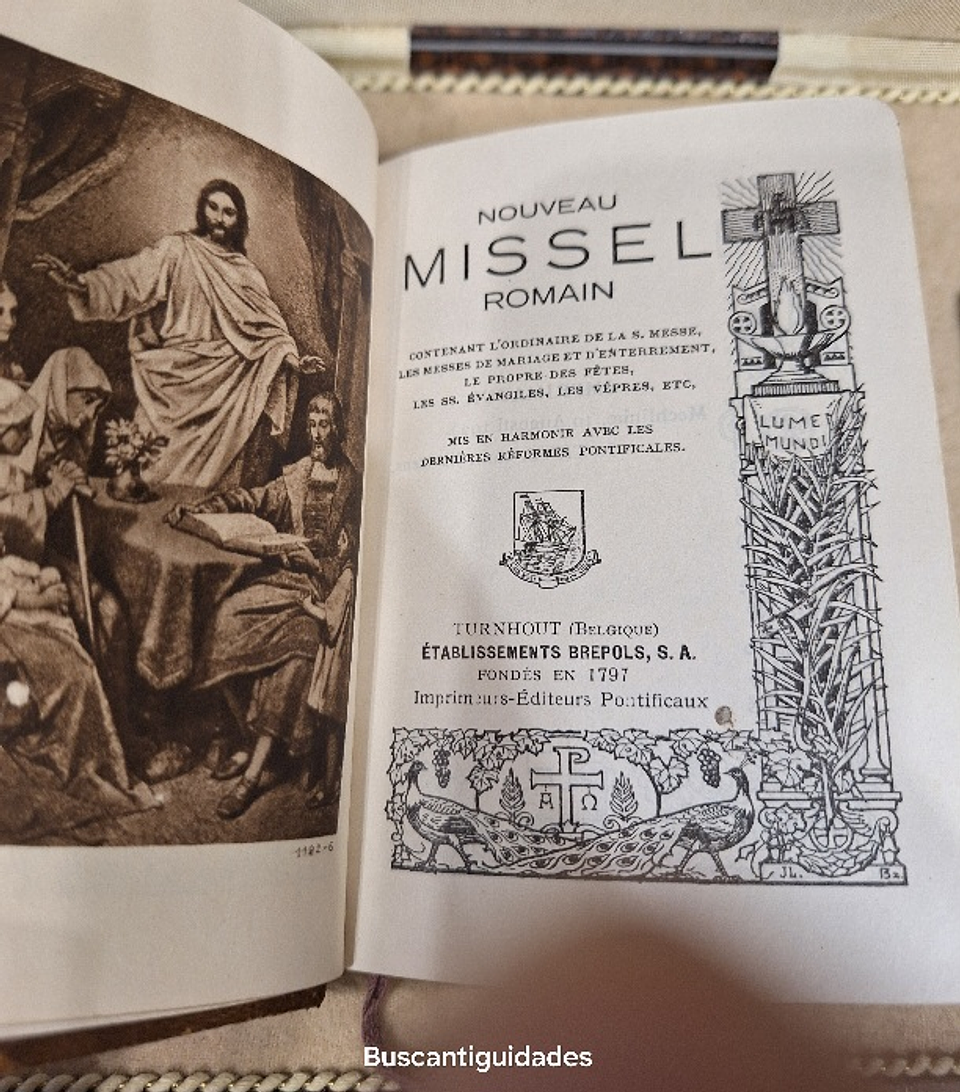 NOUVEAU
MISSEL
ROMAIN
CONTENANT L'ORDINAIRE DE LA S. MESSE,
LES MESSES DE MARIAGE ET D'ENTERREMENT,
LE PROPRE DES FÊTES,
LES SS. ÉVANGILES, LES VÊPRES, ETC,
MIS EN HARMONIE AVEC LES
DERNIÈRES RÉFORMES PONTIFICALES.
TURNHOUT (BELGIQUE)
ÉTABLISSEMENTS BREPOLS, S. A.
FONDÉS EN 1797
Imprimeurs-Éditeurs Pontificaux
LUMEN
MUNDI
P
Α Ω
JL. Bz.
1182-6
Buscantiguidades